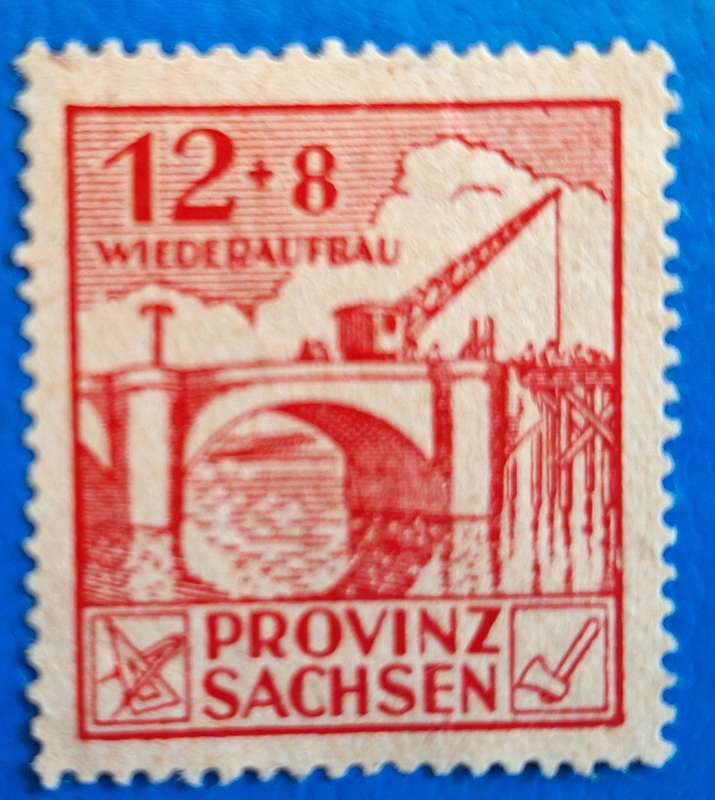 12 + 8
WIEDERAUFBAU
PROVINZ
SACHSEN